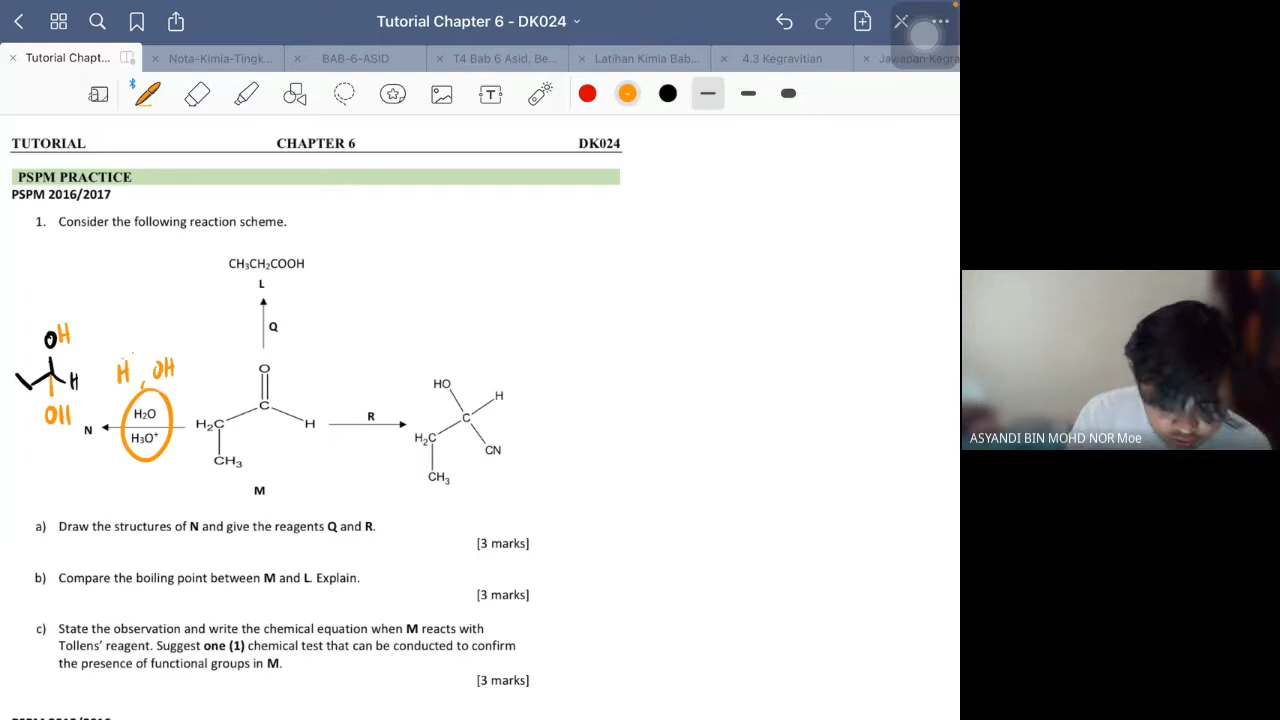 Tutorial Chapter 6 - DK024
Tutorial Chapt...
Nota-Kimia-Tingk...
BAB-6-ASID
T4 Bab 6 Asid, Be...
Latihan Kimia Bab...
4.3 Kegravitian
Jawapan Kegra
TUTORIAL CHAPTER 6 DK024
PSPM PRACTICE
PSPM 2016/2017
1. Consider the following reaction scheme.
CH₃CH₂COOH
L
Q
OH
H
OH
H , OH
N
H₂O
H₃O⁺
O
C
H₂C
H
CH₃
M
R
HO
H
C
H₂C
CN
CH₃
a) Draw the structures of N and give the reagents Q and R.
[3 marks]
b) Compare the boiling point between M and L. Explain.
[3 marks]
c) State the observation and write the chemical equation when M reacts with
Tollens' reagent. Suggest one (1) chemical test that can be conducted to confirm
the presence of functional groups in M.
[3 marks]
ASYANDI BIN MOHD NOR Moe